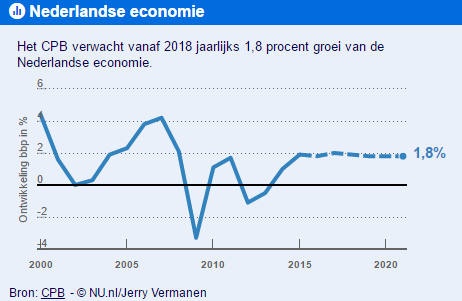 Nederlandse economie
Het CPB verwacht vanaf 2018 jaarlijks 1,8 procent groei van de
Nederlandse economie.
Ontwikkeling bbp in %
6
4
2
0
-2
-4
1,8%
2000 2005 2010 2015 2020
Bron: CPB - © NU.nl/Jerry Vermanen